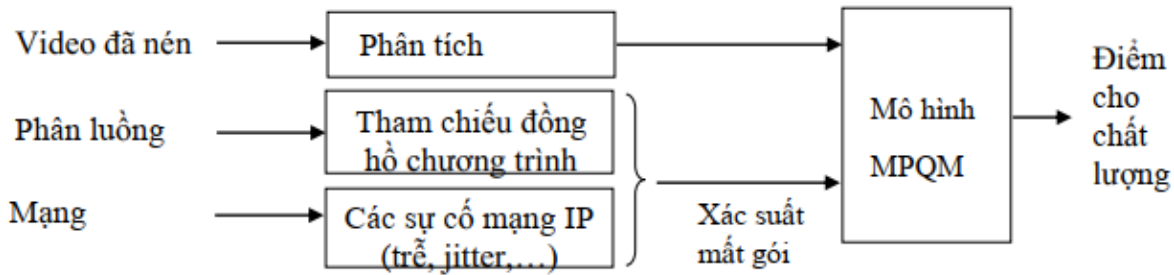 Video đã nén
Phân tích
Phân luồng
Tham chiếu đồng
hồ chương trình
Mạng
Các sự cố mạng IP
(trễ, jitter,…)
Xác suất
mất gói
Mô hình
MPQM
Điểm
cho
chất
lượng